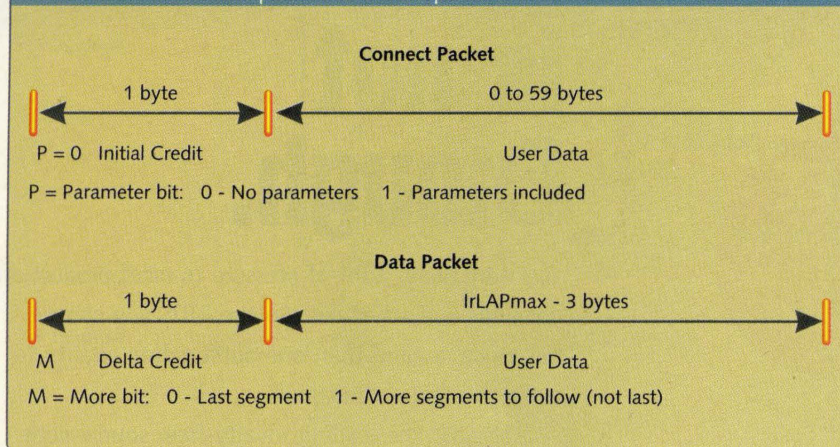 Connect Packet
1 byte 0 to 59 bytes
P = 0 Initial Credit User Data
P = Parameter bit: 0 - No parameters 1 - Parameters included
Data Packet
1 byte IrLAPmax - 3 bytes
M Delta Credit User Data
M = More bit: 0 - Last segment 1 - More segments to follow (not last)